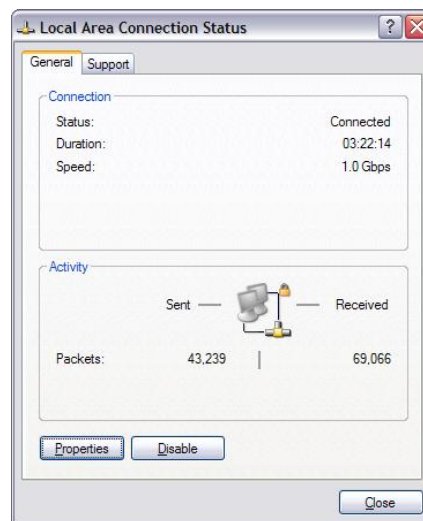 Local Area Connection Status
General Support
Connection
Status: Connected
Duration: 03:22:14
Speed: 1.0 Gbps
Activity
Sent Received
Packets: 43,239 69,066
Properties Disable
Close